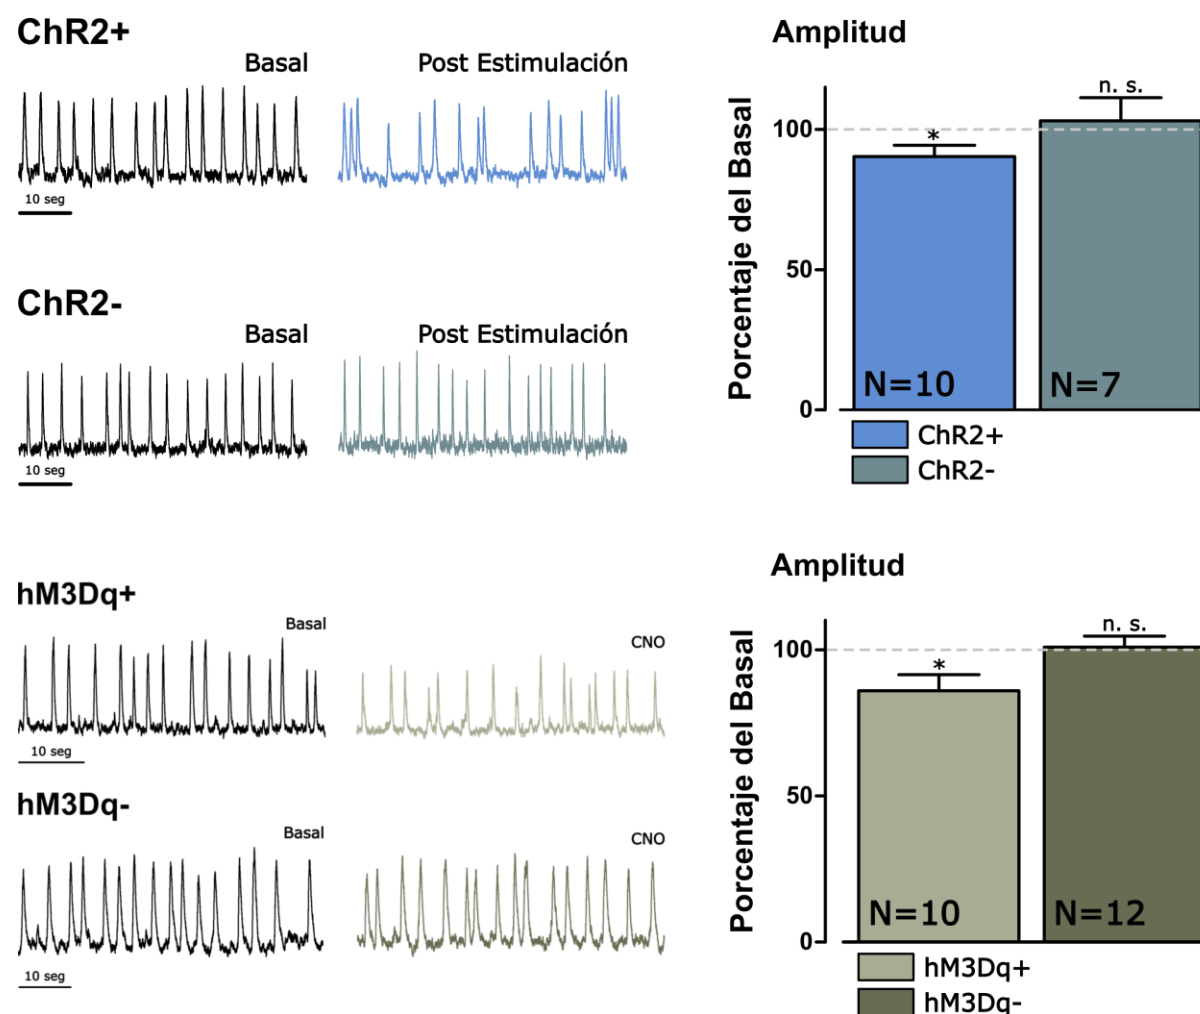 ChR2+
Basal
Post Estimulación
10 seg
ChR2-
Basal
Post Estimulación
10 seg
Amplitud
Porcentaje del Basal
100
50
0
*
n. s.
N=10
N=7
ChR2+
ChR2-
hM3Dq+
Basal
CNO
10 seg
hM3Dq-
Basal
CNO
10 seg
Amplitud
Porcentaje del Basal
100
50
0
*
n. s.
N=10
N=12
hM3Dq+
hM3Dq-